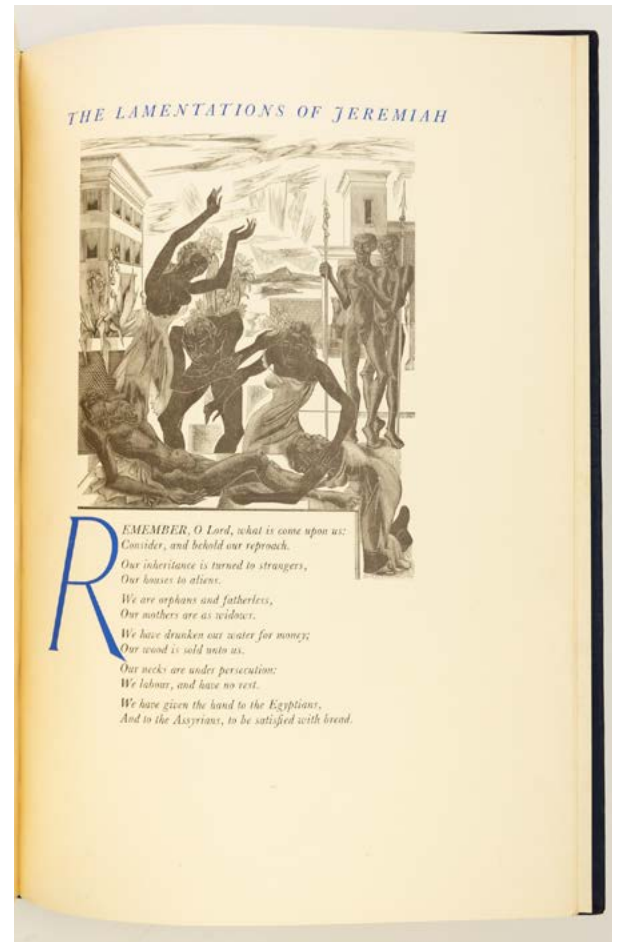 THE LAMENTATIONS OF JEREMIAH
REMEMBER, O Lord, what is come upon us:
Consider, and behold our reproach.
Our inheritance is turned to strangers,
Our houses to aliens.
We are orphans and fatherless,
Our mothers are as widows.
We have drunken our water for money;
Our wood is sold unto us.
Our necks are under persecution:
We labour, and have no rest.
We have given the hand to the Egyptians,
And to the Assyrians, to be satisfied with bread.